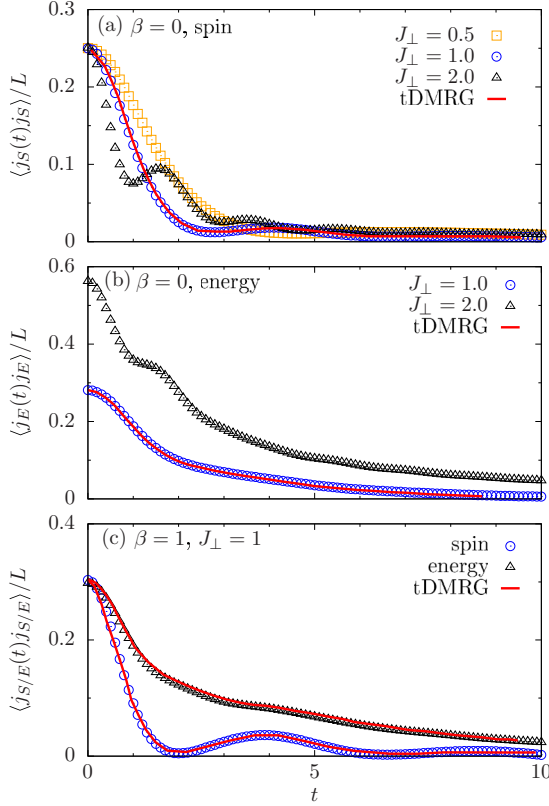 (a) β = 0, spin
J⊥ = 0.5
J⊥ = 1.0
J⊥ = 2.0
tDMRG
⟨jS(t)jS⟩/L
0.3
0.2
0.1
0
(b) β = 0, energy
J⊥ = 1.0
J⊥ = 2.0
tDMRG
⟨jE(t)jE⟩/L
0.6
0.4
0.2
0
(c) β = 1, J⊥ = 1
spin
energy
tDMRG
⟨jS/E(t)jS/E⟩/L
0.4
0.2
0
0 5 10
t